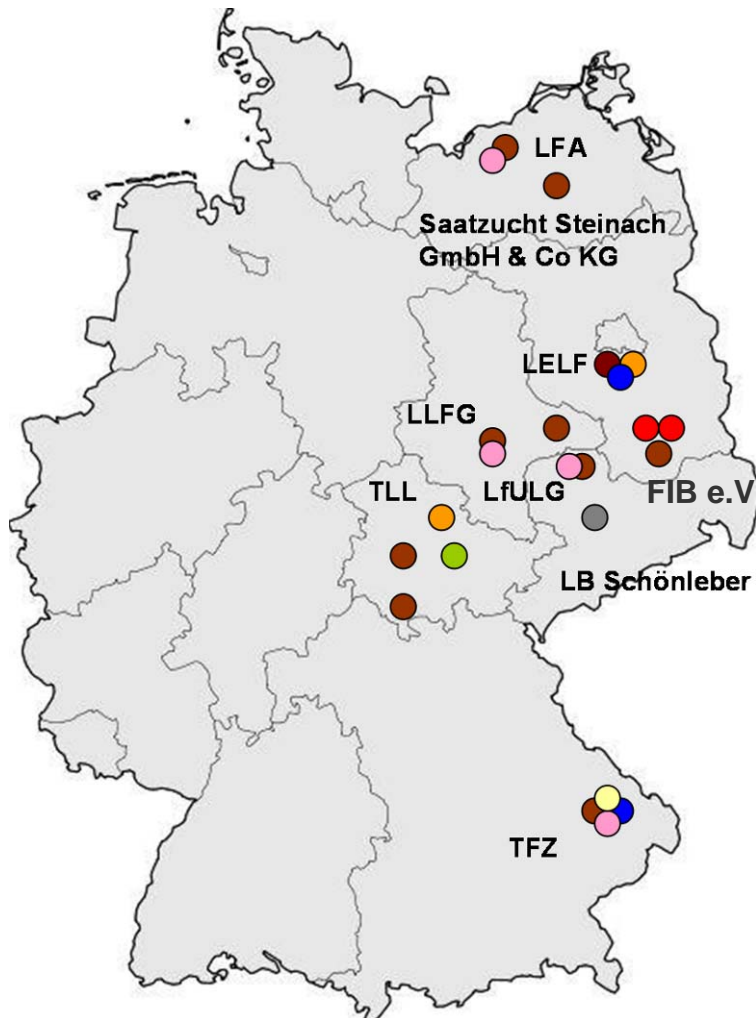 LFA
Saatzucht Steinach
GmbH & Co KG
LELF
LLFG
TLL
LfULG
FIB e.V
LB Schönleber
TFZ